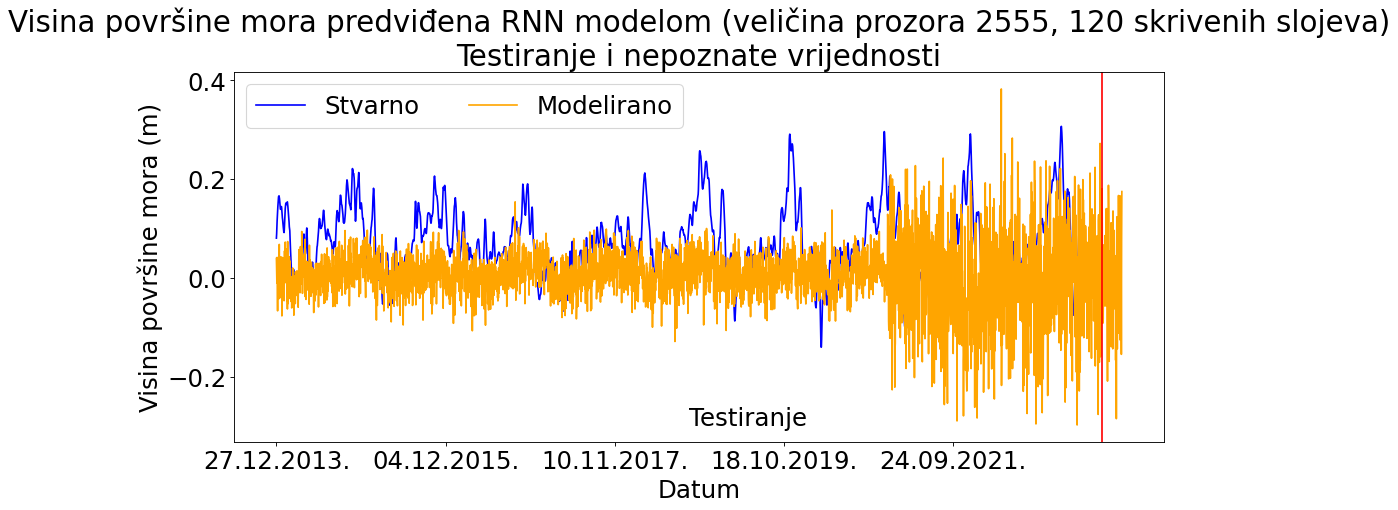 Visina površine mora predviđena RNN modelom (veličina prozora 2555, 120 skrivenih slojeva)
Testiranje i nepoznate vrijednosti
Stvarno
Modelirano
Visina površine mora (m)
0.4
0.2
0.0
−0.2
Testiranje
27.12.2013.
04.12.2015.
10.11.2017.
18.10.2019.
24.09.2021.
Datum